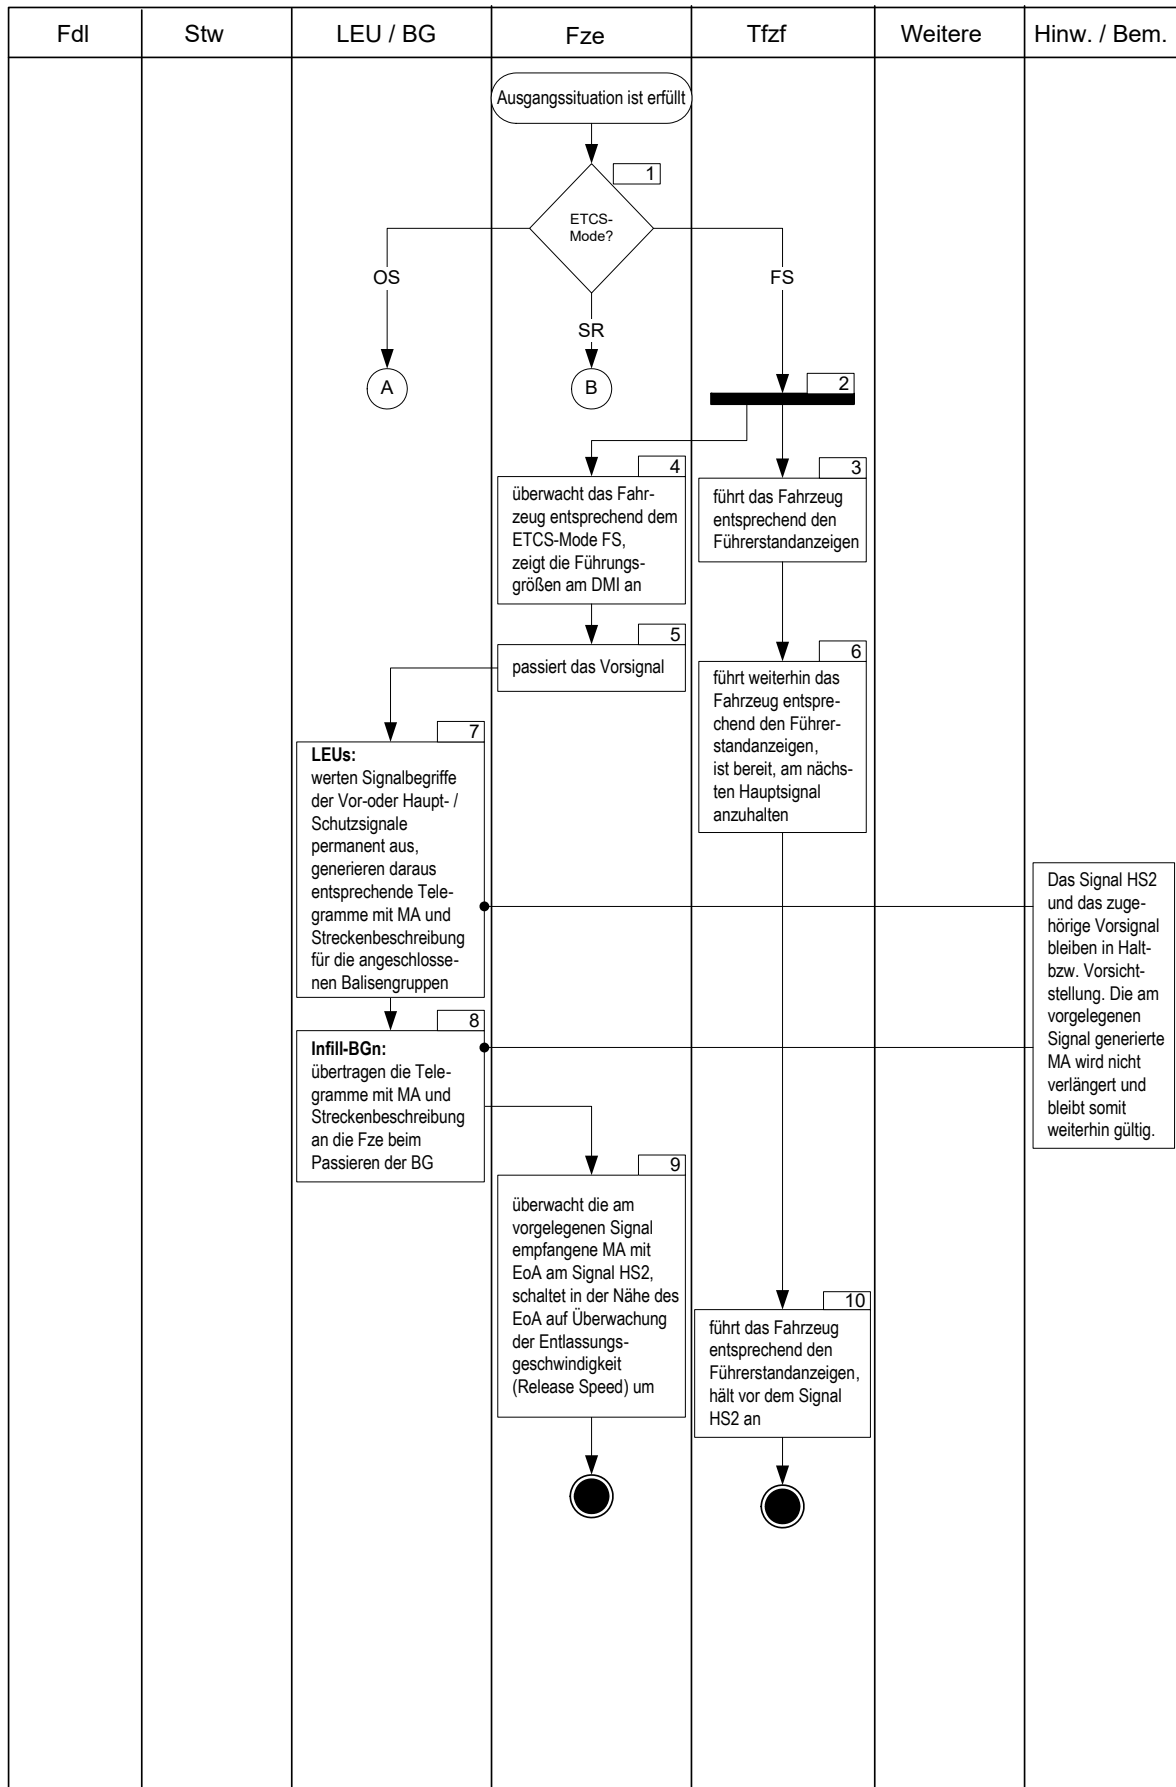 Fdl
Stw
LEU / BG
Fze
Tfzf
Weitere
Hinw. / Bem.
Ausgangssituation ist erfüllt
1
ETCS-
Mode?
OS
SR
FS
A
B
2
4
überwacht das Fahr-
zeug entsprechend dem
ETCS-Mode FS,
zeigt die Führungs-
größen am DMI an
3
führt das Fahrzeug
entsprechend den
Führerstandanzeigen
5
passiert das Vorsignal
6
führt weiterhin das
Fahrzeug entspre-
chend den Führer-
standanzeigen,
ist bereit, am nächs-
ten Hauptsignal
anzuhalten
7
LEUs:
werten Signalbegriffe
der Vor-oder Haupt- /
Schutzsignale
permanent aus,
generieren daraus
entsprechende Tele-
gramme mit MA und
Streckenbeschreibung
für die angeschlosse-
nen Balisengruppen
Das Signal HS2
und das zuge-
hörige Vorsignal
bleiben in Halt-
bzw. Vorsicht-
stellung. Die am
vorgelegenen
Signal generierte
MA wird nicht
verlängert und
bleibt somit
weiterhin gültig.
8
Infill-BGn:
übertragen die Tele-
gramme mit MA und
Streckenbeschreibung
an die Fze beim
Passieren der BG
9
überwacht die am
vorgelegenen Signal
empfangene MA mit
EoA am Signal HS2,
schaltet in der Nähe des
EoA auf Überwachung
der Entlassungs-
geschwindigkeit
(Release Speed) um
10
führt das Fahrzeug
entsprechend den
Führerstandanzeigen,
hält vor dem Signal
HS2 an